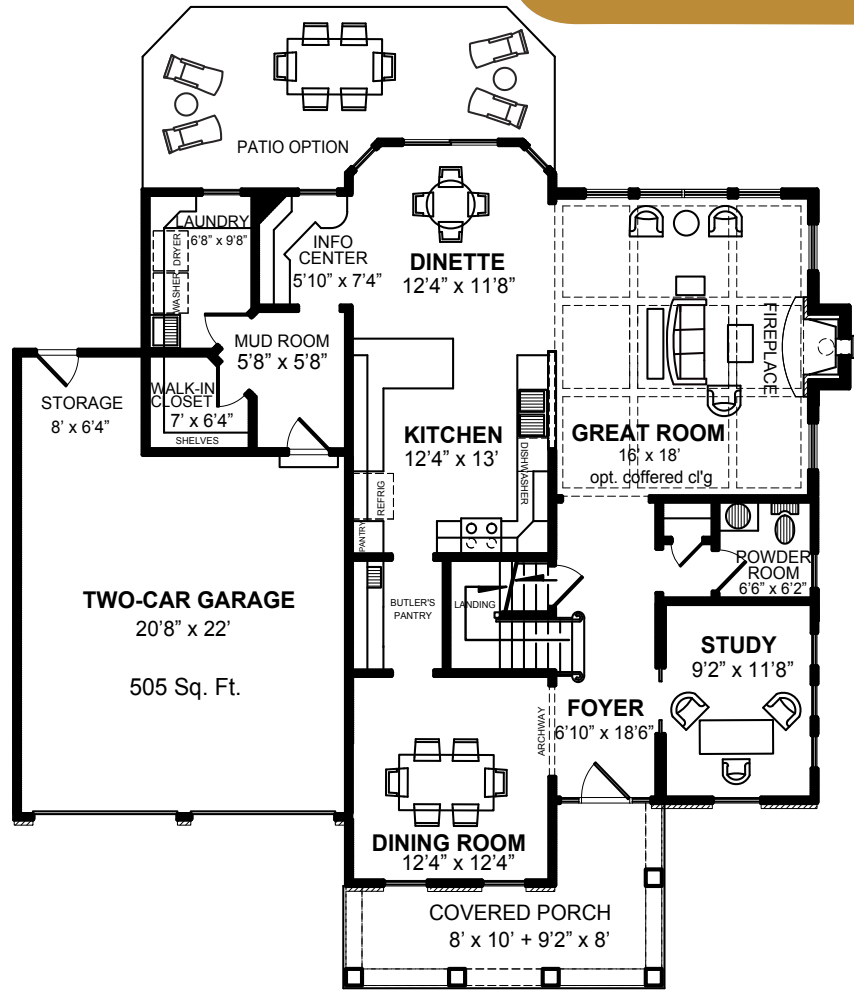 PATIO OPTION
LAUNDRY
6'8" x 9'8"
DRYER
WASHER
INFO
CENTER
5'10" x 7'4"
DINETTE
12'4" x 11'8"
MUD ROOM
5'8" x 5'8"
FIREPLACE
STORAGE
8' x 6'4"
WALK-IN
CLOSET
7' x 6'4"
SHELVES
KITCHEN
12'4" x 13'
DISHWASHER
REFRIG
PANTRY
GREAT ROOM
16' x 18'
opt. coffered cl'g
POWDER
ROOM
6'6" x 6'2"
TWO-CAR GARAGE
20'8" x 22'
505 Sq. Ft.
BUTLER'S
PANTRY
LANDING
STUDY
9'2" x 11'8"
ARCHWAY
FOYER
6'10" x 18'6"
DINING ROOM
12'4" x 12'4"
COVERED PORCH
8' x 10' + 9'2" x 8'